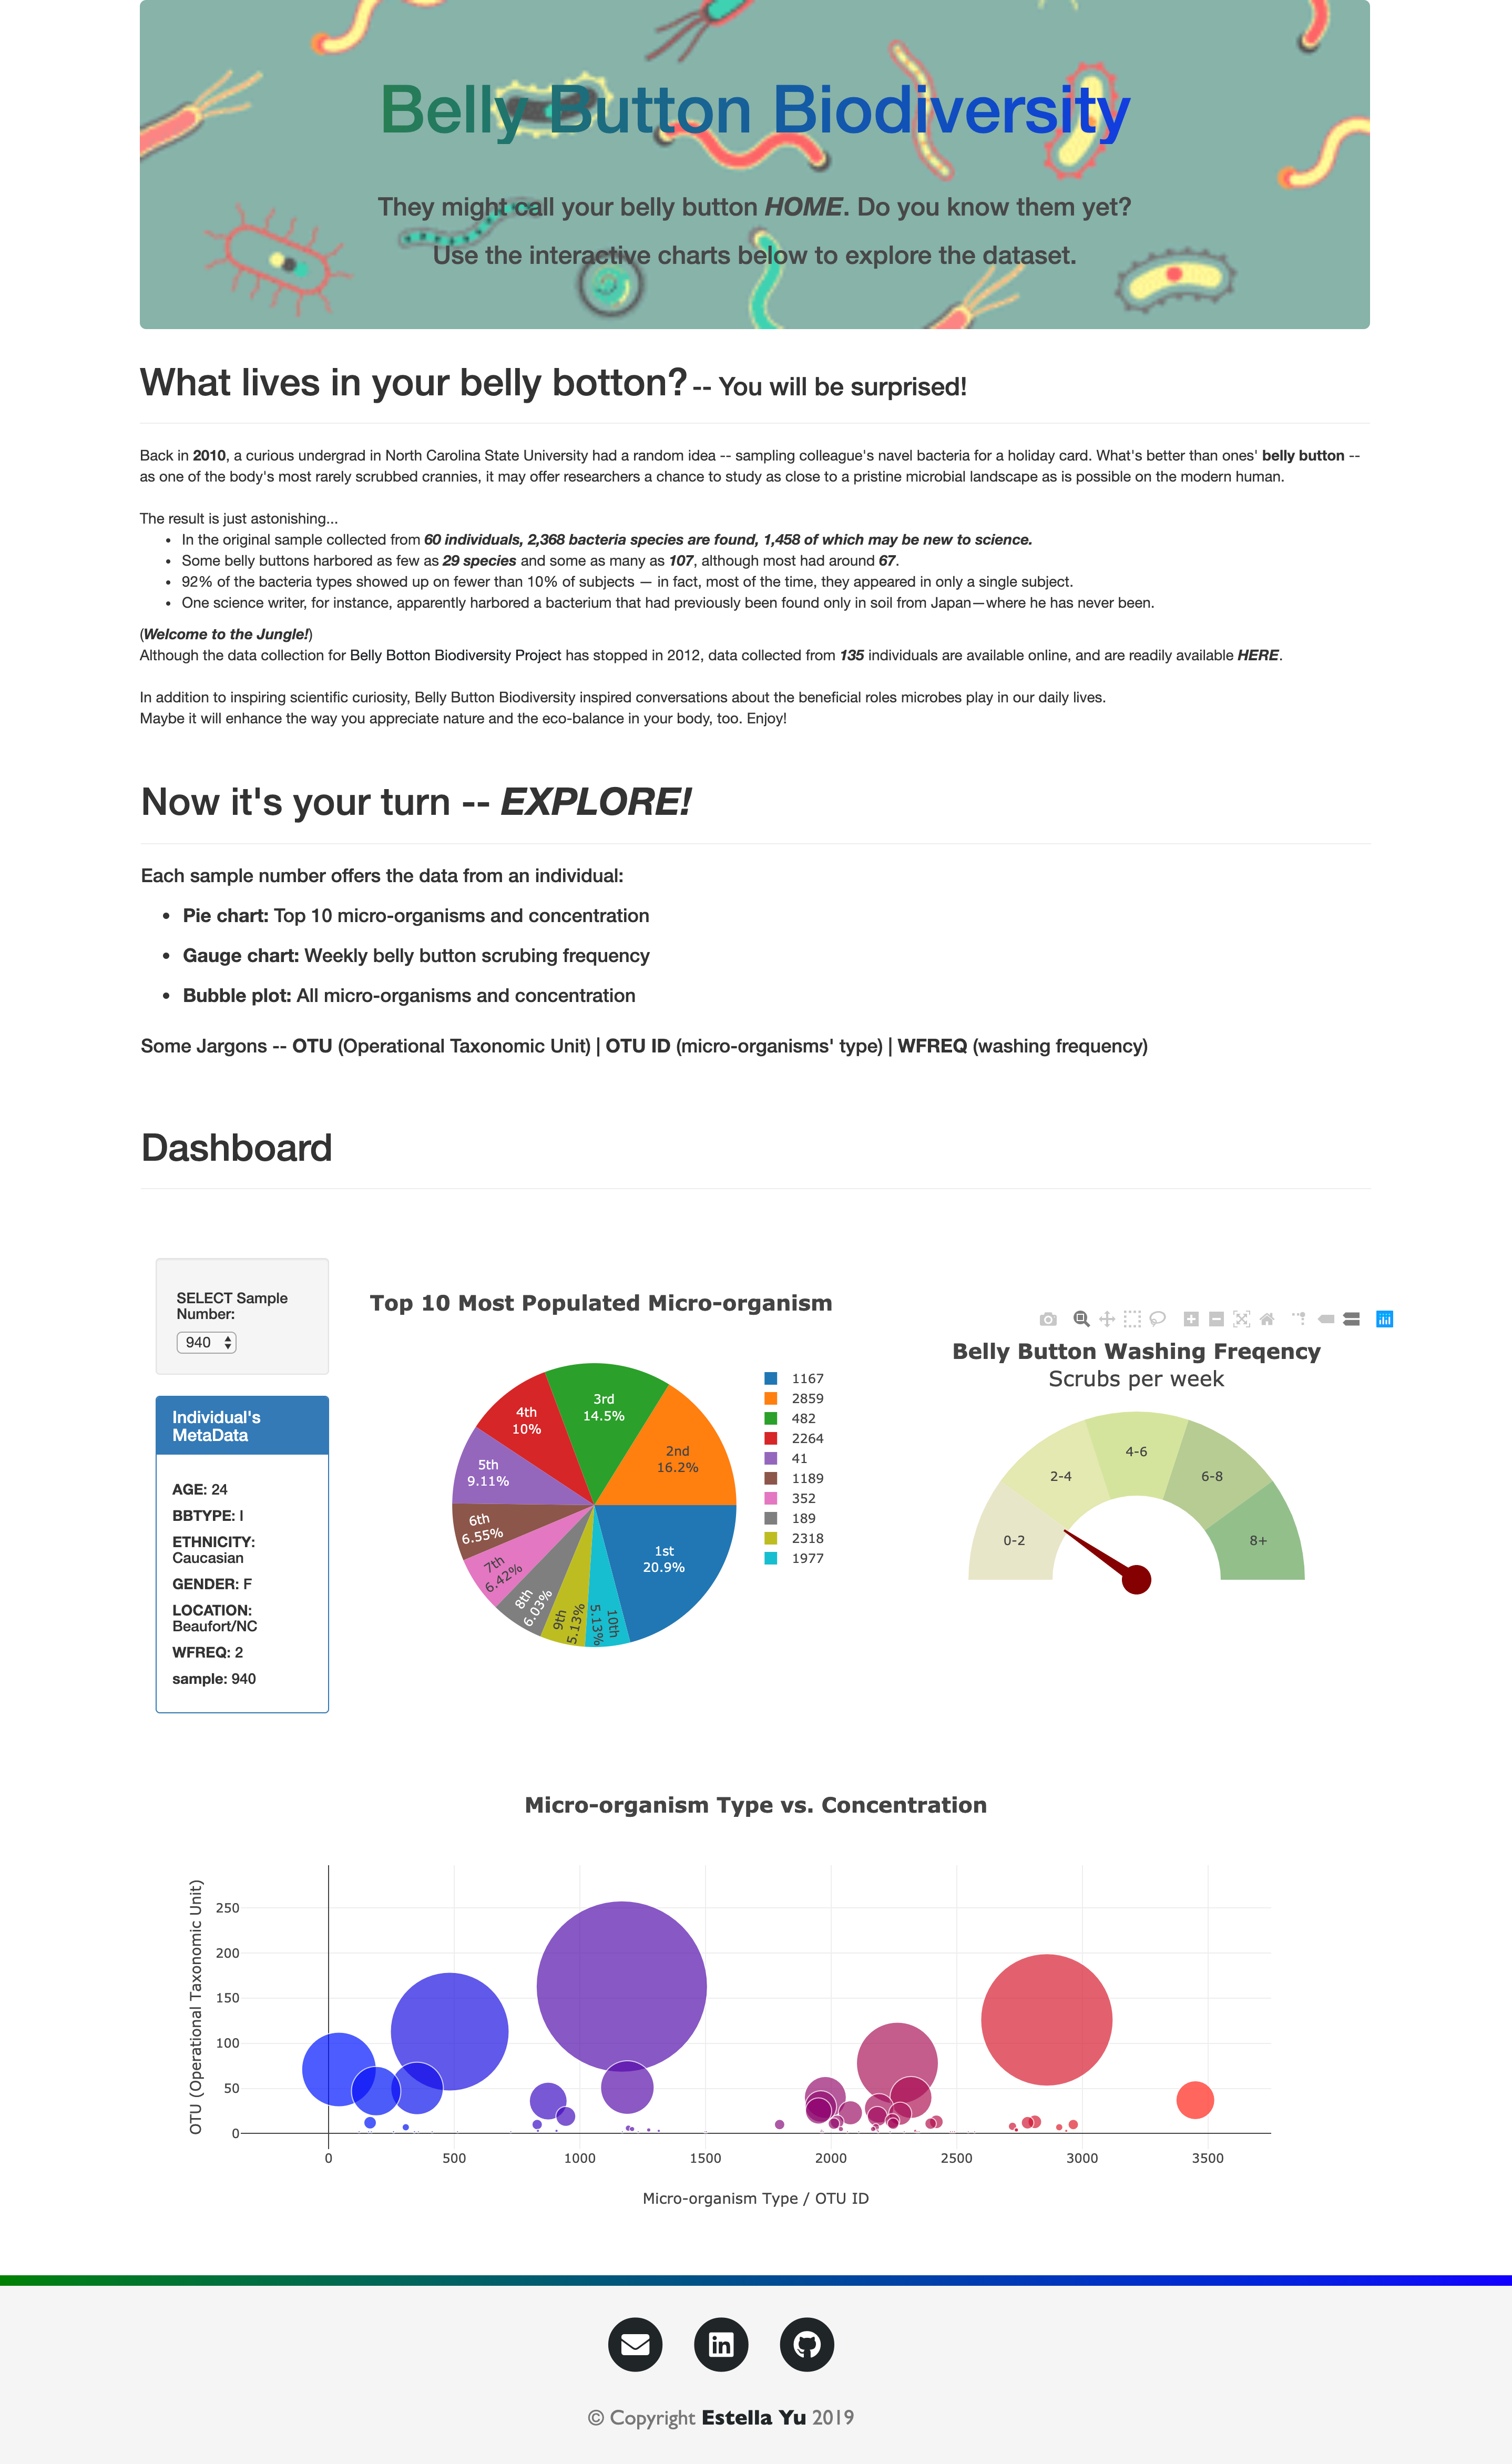 Belly Button Biodiversity
They might call your belly button HOME. Do you know them yet?
Use the interactive charts below to explore the dataset.
What lives in your belly botton? -- You will be surprised!
Back in 2010, a curious undergrad in North Carolina State University had a random idea -- sampling colleague's navel bacteria for a holiday card. What's better than ones' belly button --
as one of the body's most rarely scrubbed crannies, it may offer researchers a chance to study as close to a pristine microbial landscape as is possible on the modern human.
The result is just astonishing...
• In the original sample collected from 60 individuals, 2,368 bacteria species are found, 1,458 of which may be new to science.
• Some belly buttons harbored as few as 29 species and some as many as 107, although most had around 67.
• 92% of the bacteria types showed up on fewer than 10% of subjects — in fact, most of the time, they appeared in only a single subject.
• One science writer, for instance, apparently harbored a bacterium that had previously been found only in soil from Japan—where he has never been.
(Welcome to the Jungle!)
Although the data collection for Belly Botton Biodiversity Project has stopped in 2012, data collected from 135 individuals are available online, and are readily available HERE.
In addition to inspiring scientific curiosity, Belly Button Biodiversity inspired conversations about the beneficial roles microbes play in our daily lives.
Maybe it will enhance the way you appreciate nature and the eco-balance in your body, too. Enjoy!
Now it's your turn -- EXPLORE!
Each sample number offers the data from an individual:
• Pie chart: Top 10 micro-organisms and concentration
• Gauge chart: Weekly belly button scrubing frequency
• Bubble plot: All micro-organisms and concentration
Some Jargons -- OTU (Operational Taxonomic Unit) | OTU ID (micro-organisms' type) | WFREQ (washing frequency)
Dashboard
SELECT Sample
Number:
940
Individual's
MetaData
AGE: 24
BBTYPE: I
ETHNICITY:
Caucasian
GENDER: F
LOCATION:
Beaufort/NC
WFREQ: 2
sample: 940
Top 10 Most Populated Micro-organism
1st
20.9%
2nd
16.2%
3rd
14.5%
4th
10%
5th
9.11%
6th
6.55%
7th
6.42%
8th
6.03%
9th
5.13%
10th
5.13%
1167
2859
482
2264
41
1189
352
189
2318
1977
Belly Button Washing Freqency
Scrubs per week
0-2
2-4
4-6
6-8
8+
Micro-organism Type vs. Concentration
OTU (Operational Taxonomic Unit)
250
200
150
100
50
0
0 500 1000 1500 2000 2500 3000 3500
Micro-organism Type / OTU ID
in
© Copyright Estella Yu 2019